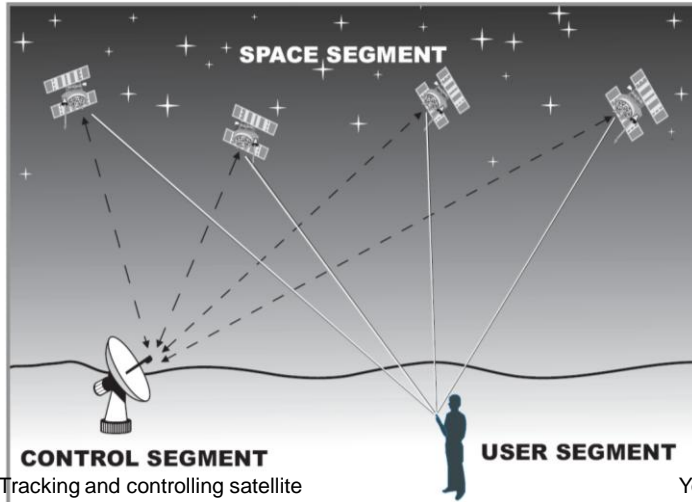 SPACE SEGMENT
CONTROL SEGMENT
USER SEGMENT
Tracking and controlling satellite